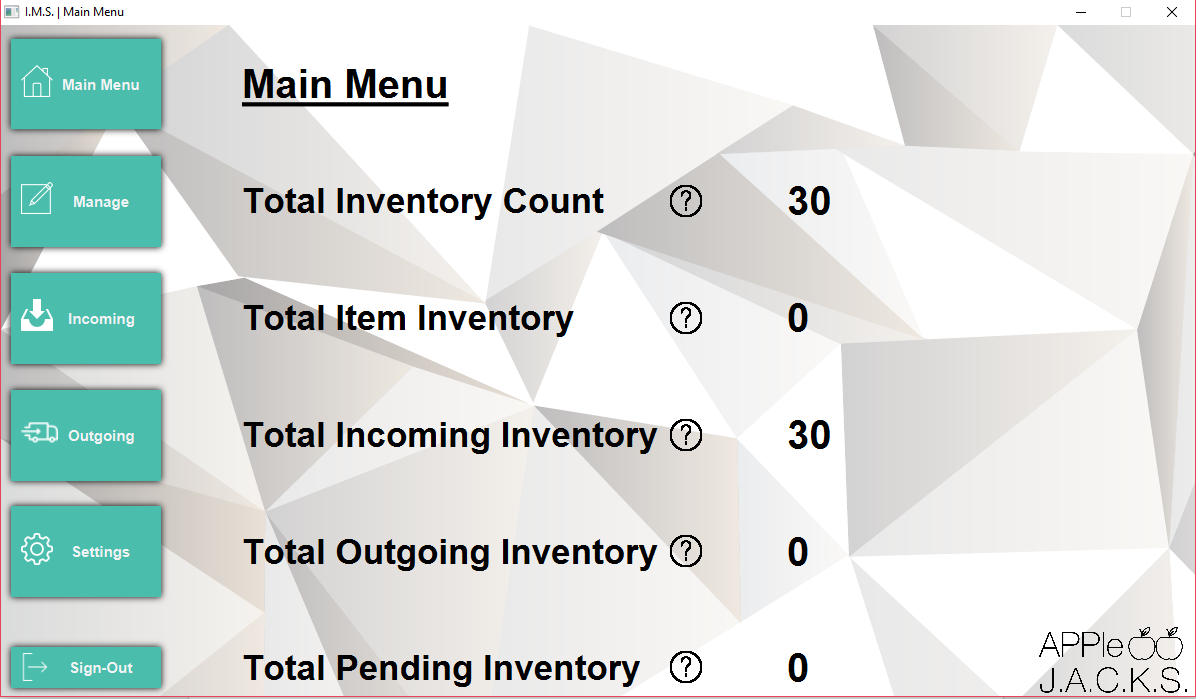 I.M.S. | Main Menu
Main Menu
Main Menu
Manage
Total Inventory Count ? 30
Incoming
Total Item Inventory ? 0
Outgoing
Total Incoming Inventory ? 30
Settings
Total Outgoing Inventory ? 0
Sign-Out
Total Pending Inventory ? 0
APPle
J.A.C.K.S.